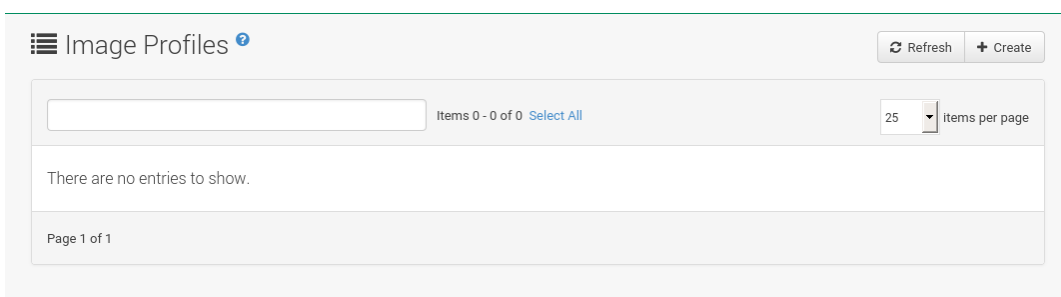 Image Profiles ?
Refresh + Create
Items 0 - 0 of 0 Select All 25 items per page
There are no entries to show.
Page 1 of 1